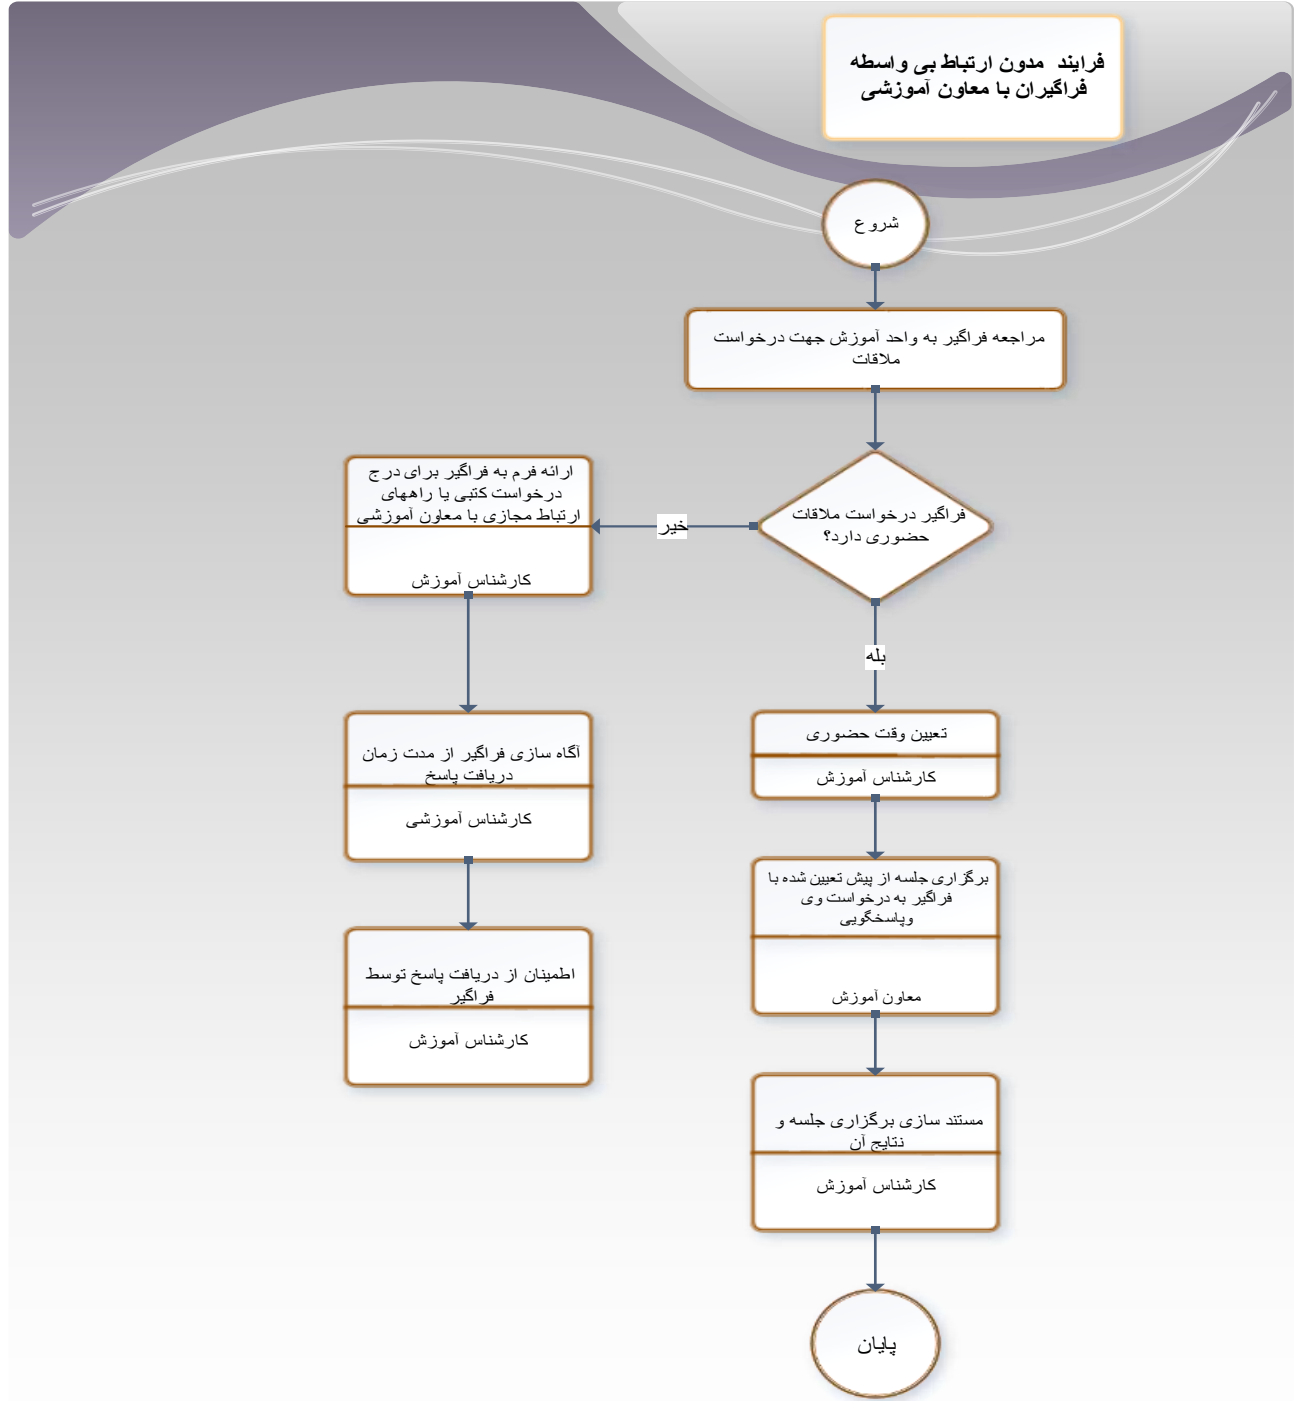 فرایند مدون ارتباط بی واسطه
فراگیران با معاون آموزشی
شروع
مراجعه فراگیر به واحد آموزش جهت درخواست
ملاقات
فراگیر درخواست ملاقات
حضوری دارد؟
خیر
ارائه فرم به فراگیر برای درج
درخواست کتبی یا راههای
ارتباط مجازی با معاون آموزشی
کارشناس آموزش
آگاه سازی فراگیر از مدت زمان
دریافت پاسخ
کارشناس آموزشی
اطمینان از دریافت پاسخ توسط
فراگیر
کارشناس آموزش
بله
تعیین وقت حضوری
کارشناس آموزش
برگزاری جلسه از پیش تعیین شده با
فراگیر به درخواست وی
وپاسخگویی
معاون آموزش
مستند سازی برگزاری جلسه و
نتایج آن
کارشناس آموزش
پایان